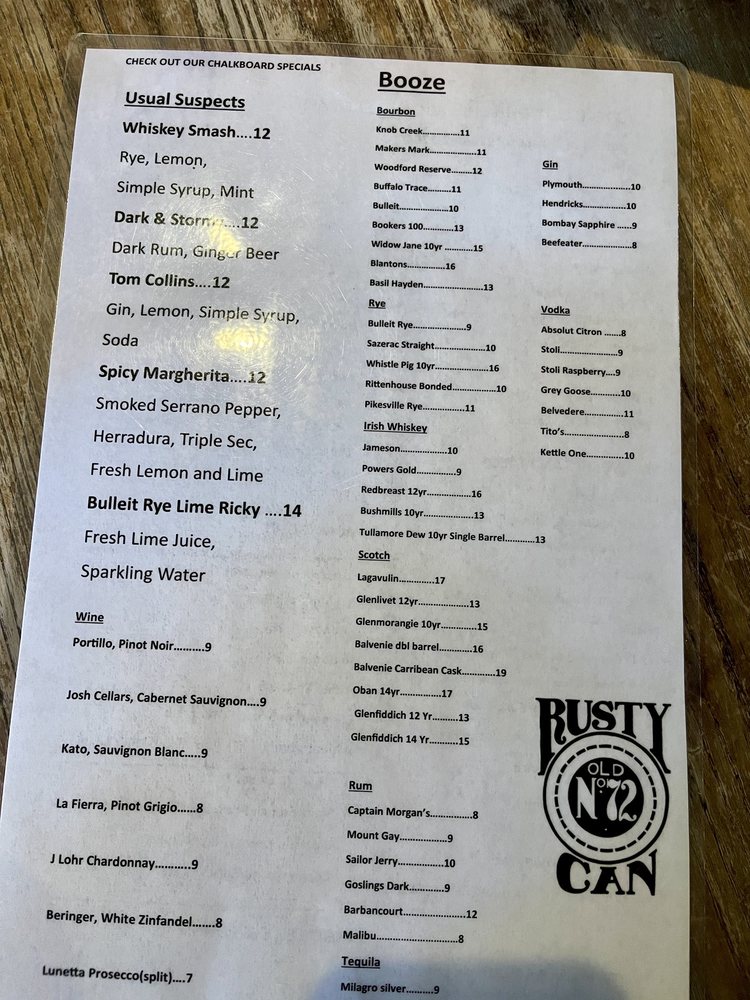 CHECK OUT OUR CHALKBOARD SPECIALS
Usual Suspects
Whiskey Smash....12
Rye, Lemon,
Simple Syrup, Mint
Dark & Stormy....12
Dark Rum, Ginger Beer
Tom Collins....12
Gin, Lemon, Simple Syrup,
Soda
Spicy Margherita....12
Smoked Serrano Pepper,
Herradura, Triple Sec,
Fresh Lemon and Lime
Bulleit Rye Lime Ricky ....14
Fresh Lime Juice,
Sparkling Water
Wine
Portillo, Pinot Noir..........9
Josh Cellars, Cabernet Sauvignon....9
Kato, Sauvignon Blanc.....9
La Fierra, Pinot Grigio......8
J Lohr Chardonnay...........9
Beringer, White Zinfandel.......8
Lunetta Prosecco(split)....7
Booze
Bourbon
Knob Creek................11
Makers Mark....................11
Woodford Reserve........12
Buffalo Trace..........11
Bulleit.....................10
Bookers 100.............13
Widow Jane 10yr ............15
Blantons.................16
Basil Hayden.........................13
Rye
Bulleit Rye.......................9
Sazerac Straight......................10
Whistle Pig 10yr.......................16
Rittenhouse Bonded...................10
Pikesville Rye..................11
Irish Whiskey
Jameson...................10
Powers Gold.................9
Redbreast 12yr...................16
Bushmills 10yr.....................13
Tullamore Dew 10yr Single Barrel............13
Scotch
Lagavulin..............17
Glenlivet 12yr....................13
Glenmorangie 10yr..............15
Balvenie dbl barrel..............16
Balvenie Carribean Cask.............19
Oban 14yr................17
Glenfiddich 12 Yr..........13
Glenfiddich 14 Yr...........15
Rum
Captain Morgan's................8
Mount Gay..................9
Sailor Jerry..................10
Goslings Dark.............9
Barbancourt........................12
Malibu...............................8
Tequila
Milagro silver..........9
Gin
Plymouth.....................10
Hendricks...................10
Bombay Sapphire .....9
Beefeater......................8
Vodka
Absolut Citron .......8
Stoli........................9
Stoli Raspberry....9
Grey Goose...........10
Belvedere..............11
Tito's.......................8
Kettle One..............10
RUSTY
OLD
No 72
CAN